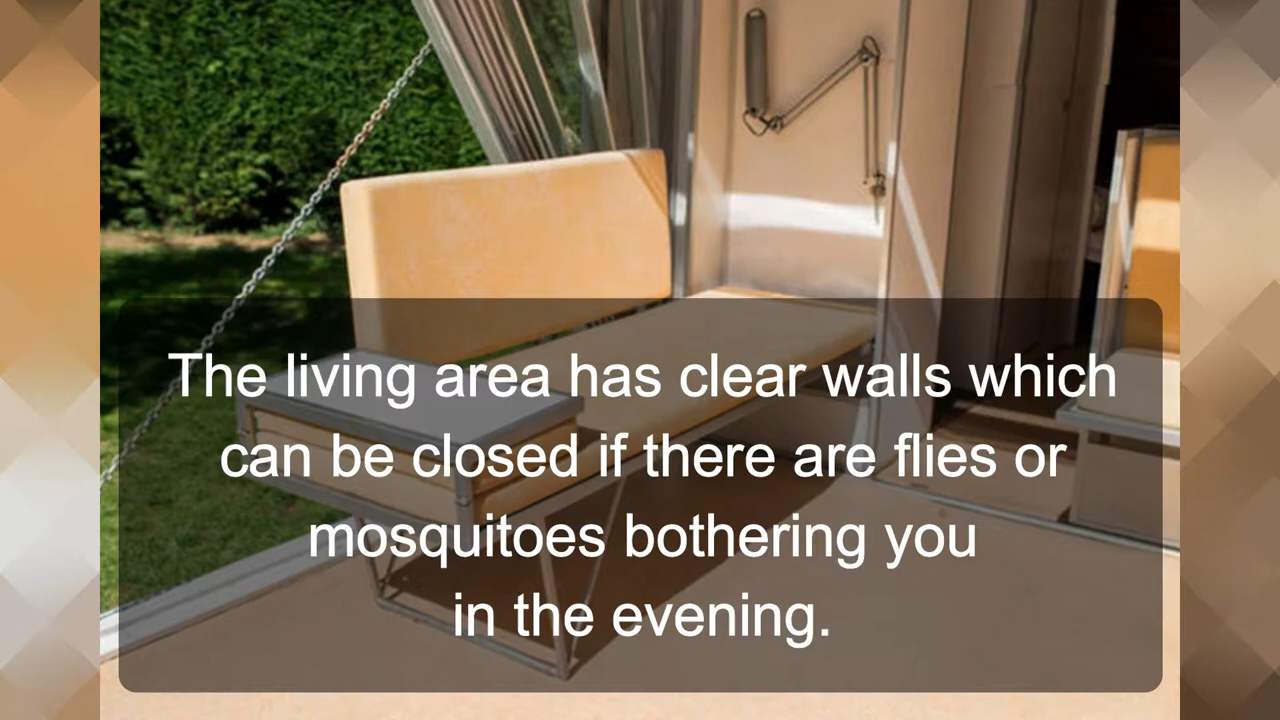 The living area has clear walls which
can be closed if there are flies or
mosquitoes bothering you
in the evening.